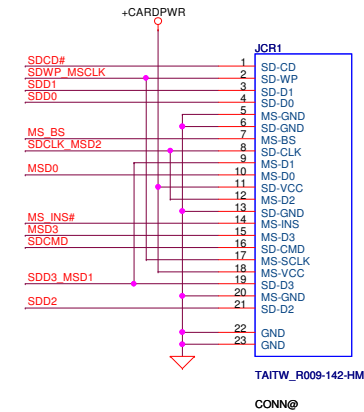 +CARDPWR
JCR1
SDCD# 1 SD-CD
SDWP_MSCLK 2 SD-WP
SDD1 3 SD-D1
SDD0 4 SD-D0
5 MS-GND
6 SD-GND
MS_BS 7 MS-BS
SDCLK_MSD2 8 SD-CLK
9 MS-D1
MSD0 10 MS-D0
11 SD-VCC
12 MS-D2
13 SD-GND
MS_INS# 14 MS-INS
MSD3 15 MS-D3
SDCMD 16 SD-CMD
17 MS-SCLK
18 MS-VCC
SDD3_MSD1 19 SD-D3
20 MS-GND
SDD2 21 SD-D2
22 GND
23 GND
TAITW_R009-142-HM
CONN@